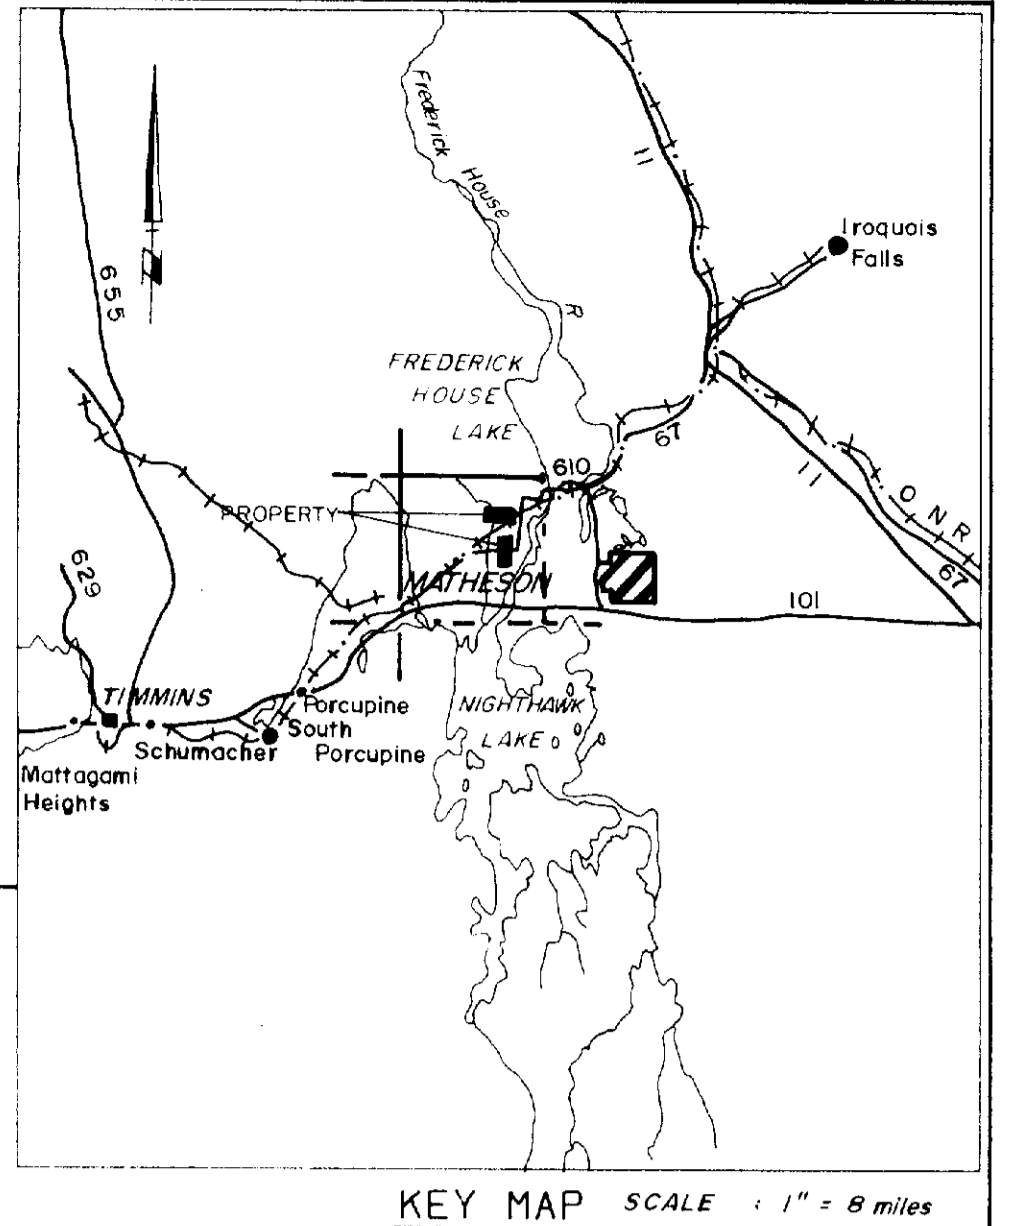 Frederick House R
11
Iroquois
Falls
655
FREDERICK
HOUSE
LAKE
67
610
11
PROPERTY
O N R
629
MATHESON
67
101
TIMMINS
Porcupine
NIGHTHAWK
LAKE
South
Porcupine
Schumacher
Mattagami
Heights
KEY MAP SCALE : 1" = 8 miles